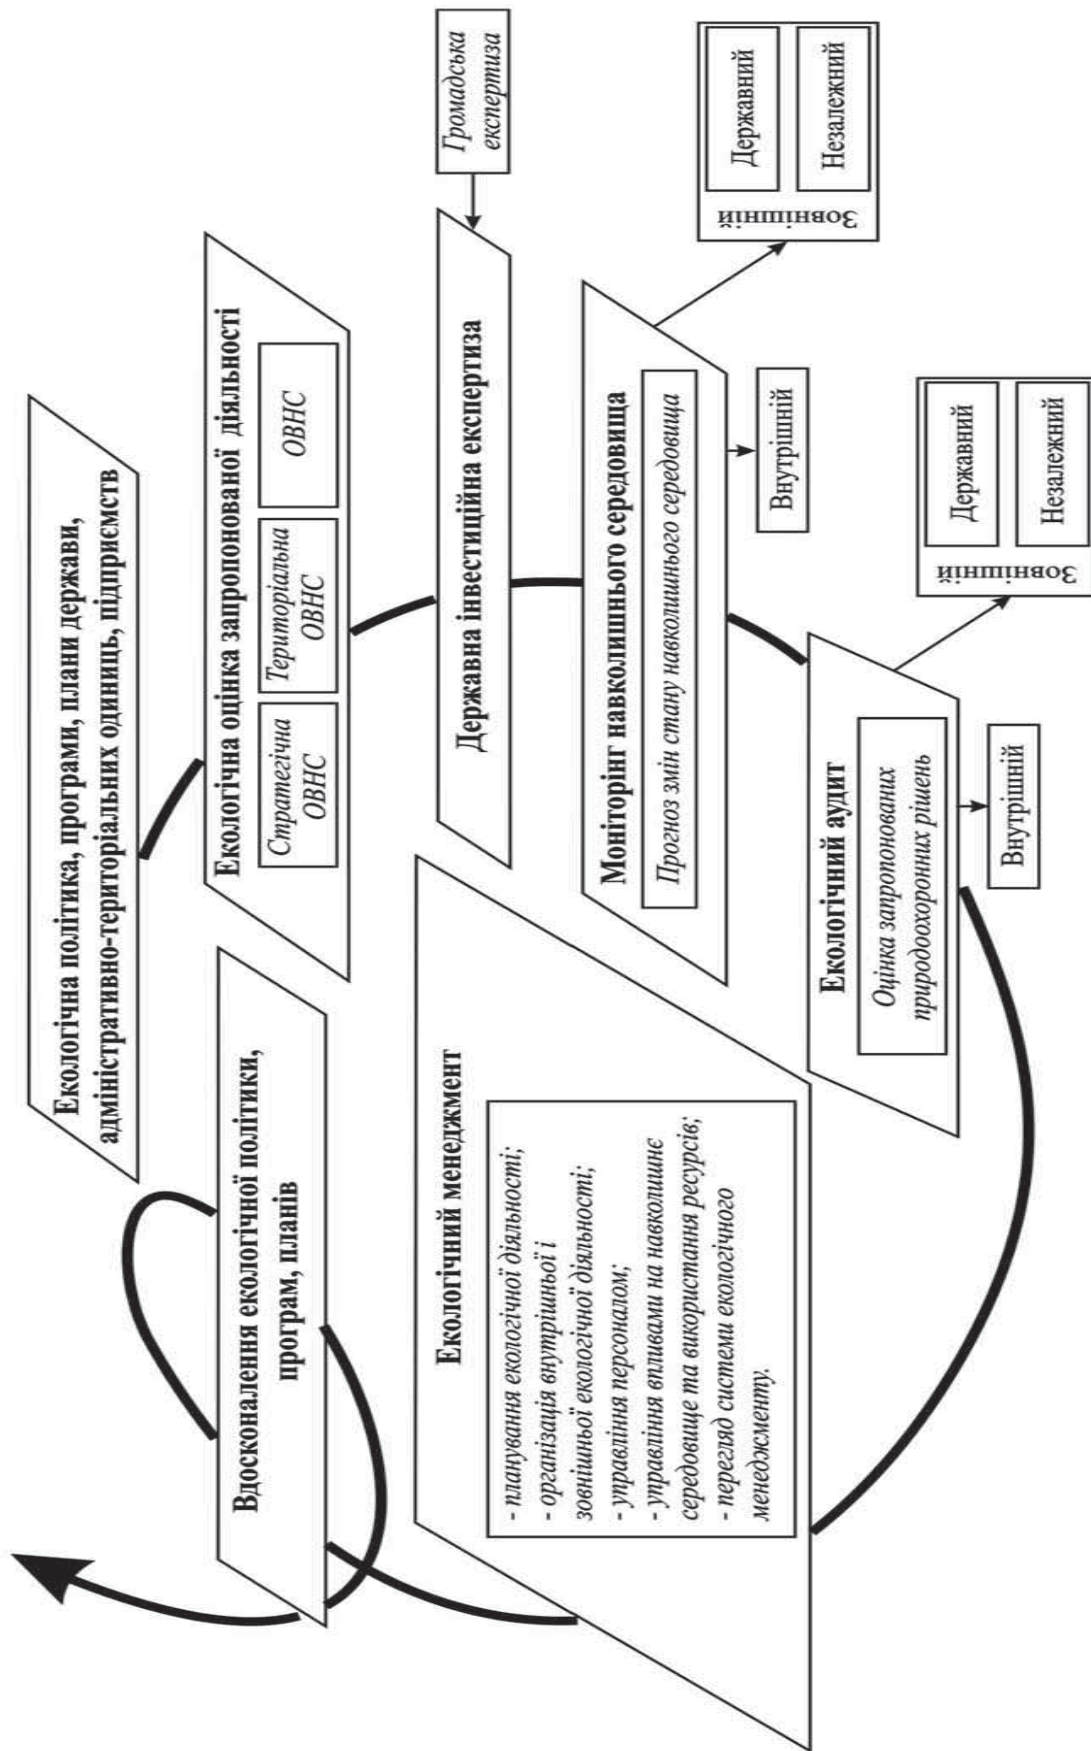 Екологічна політика, програми, плани держави,
адміністративно-територіальних одиниць, підприємств
Екологічна оцінка запропонованої діяльності
Стратегічна
ОВНС
Територіальна
ОВНС
ОВНС
Державна інвестиційна експертиза
Громадська
експертиза
Моніторінг навколишнього середовища
Прогноз змін стану навколишнього середовища
Внутрішній
Зовнішній
Державний
Незалежний
Екологічний аудит
Оцінка запропонованих
природоохоронних рішень
Внутрішній
Зовнішній
Державний
Незалежний
Екологічний менеджмент
- планування екологічної діяльності;
- організація внутрішньої і
зовнішньої екологічної діяльності;
- управління персоналом;
- управління впливами на навколишнє
середовище та використання ресурсів;
- перегляд системи екологічного
менеджменту.
Вдосконалення екологічної політики,
програм, планів